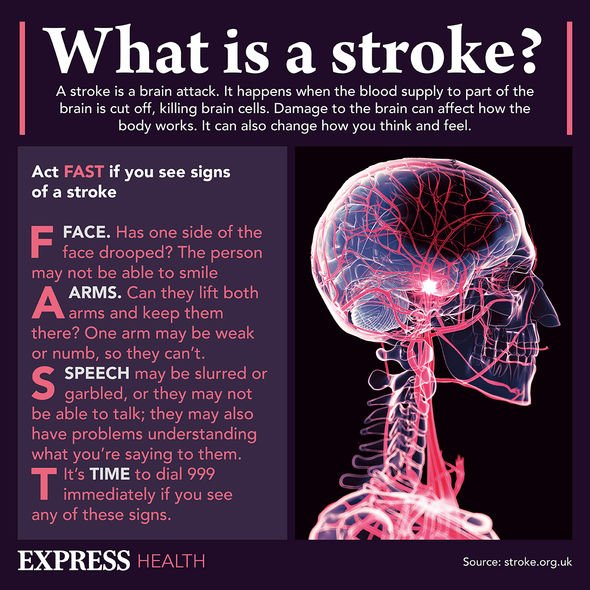 What is a stroke?
A stroke is a brain attack. It happens when the blood supply to part of the
brain is cut off, killing brain cells. Damage to the brain can affect how the
body works. It can also change how you think and feel.
Act FAST if you see signs
of a stroke
FACE. Has one side of the
F face drooped? The person
may not be able to smile
ARMS. Can they lift both
A arms and keep them
there? One arm may be weak
or numb, so they can’t.
SPEECH may be slurred or
S garbled, or they may not
be able to talk; they may also
have problems understanding
what you’re saying to them.
It’s TIME to dial 999
T immediately if you see
any of these signs.
EXPRESS HEALTH
Source: stroke.org.uk